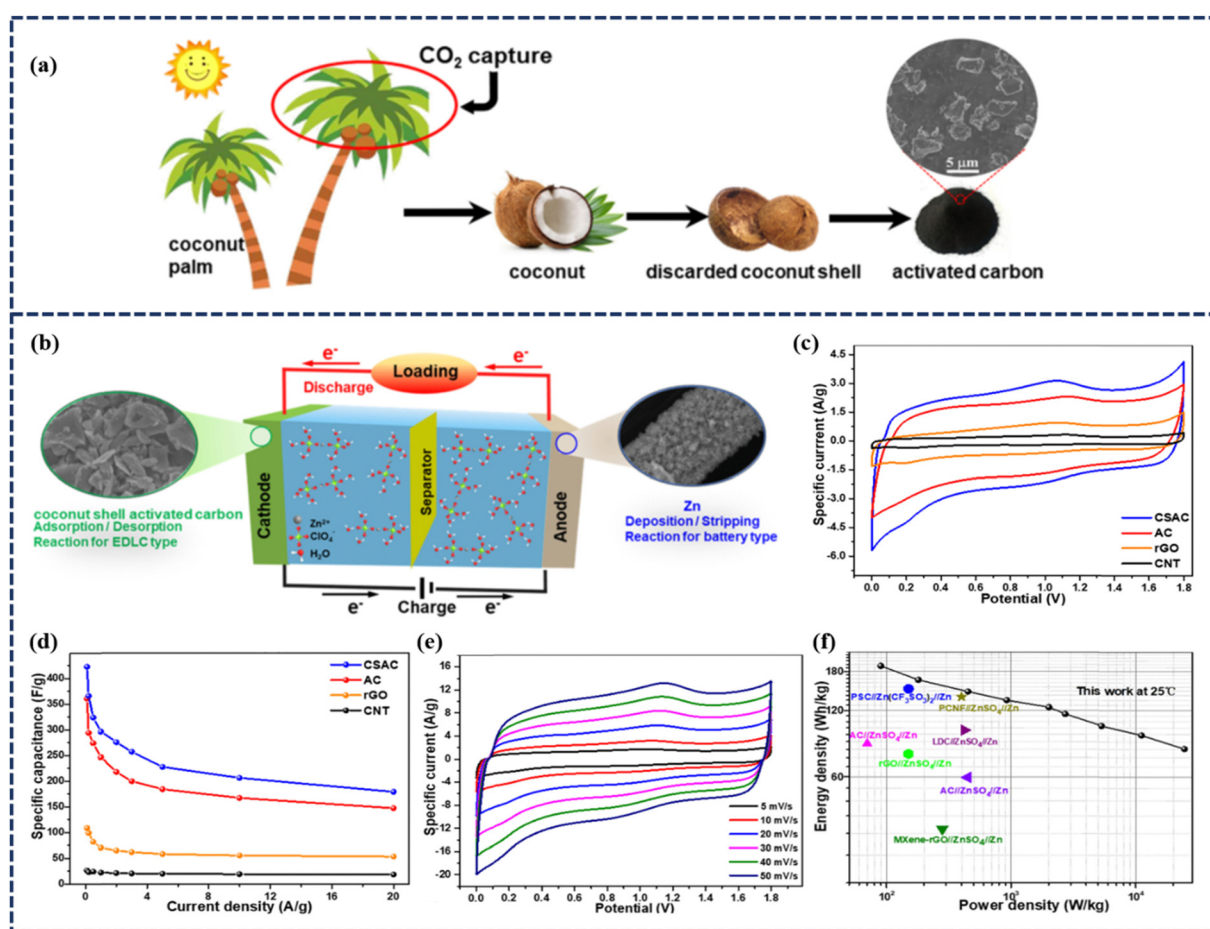 (a)
CO₂ capture
5 μm
coconut
palm
coconut
discarded coconut shell
activated carbon
(b)
e⁻
Loading
e⁻
Discharge
Cathode
Separator
Anode
Zn²⁺
ClO₄⁻
H₂O
coconut shell activated carbon
Adsorption / Desorption
Reaction for EDLC type
Zn
Deposition / Stripping
Reaction for battery type
e⁻
Charge
e⁻
(c)
Specific current (A/g)
4.5
3.0
1.5
0.0
-1.5
-3.0
-4.5
-6.0
CSAC
AC
rGO
CNT
0.0 0.2 0.4 0.6 0.8 1.0 1.2 1.4 1.6 1.8
Potential (V)
(d)
Specific capacitance (F/g)
400
350
300
250
200
150
100
50
0
CSAC
AC
rGO
CNT
0 4 8 12 16 20
Current density (A/g)
(e)
Specific current (A/g)
16
12
8
4
0
-4
-8
-12
-16
-20
5 mV/s
10 mV/s
20 mV/s
30 mV/s
40 mV/s
50 mV/s
0.0 0.2 0.4 0.6 0.8 1.0 1.2 1.4 1.6 1.8
Potential (V)
(f)
Energy density (Wh/kg)
180
120
60
This work at 25℃
PSC//Zn(CF₃SO₃)₂//Zn
PCNF//ZnSO₄//Zn
AC//ZnSO₄//Zn
LDC//ZnSO₄//Zn
rGO//ZnSO₄//Zn
AC//ZnSO₄//Zn
MXene-rGO//ZnSO₄//Zn
10² 10³ 10⁴
Power density (W/kg)